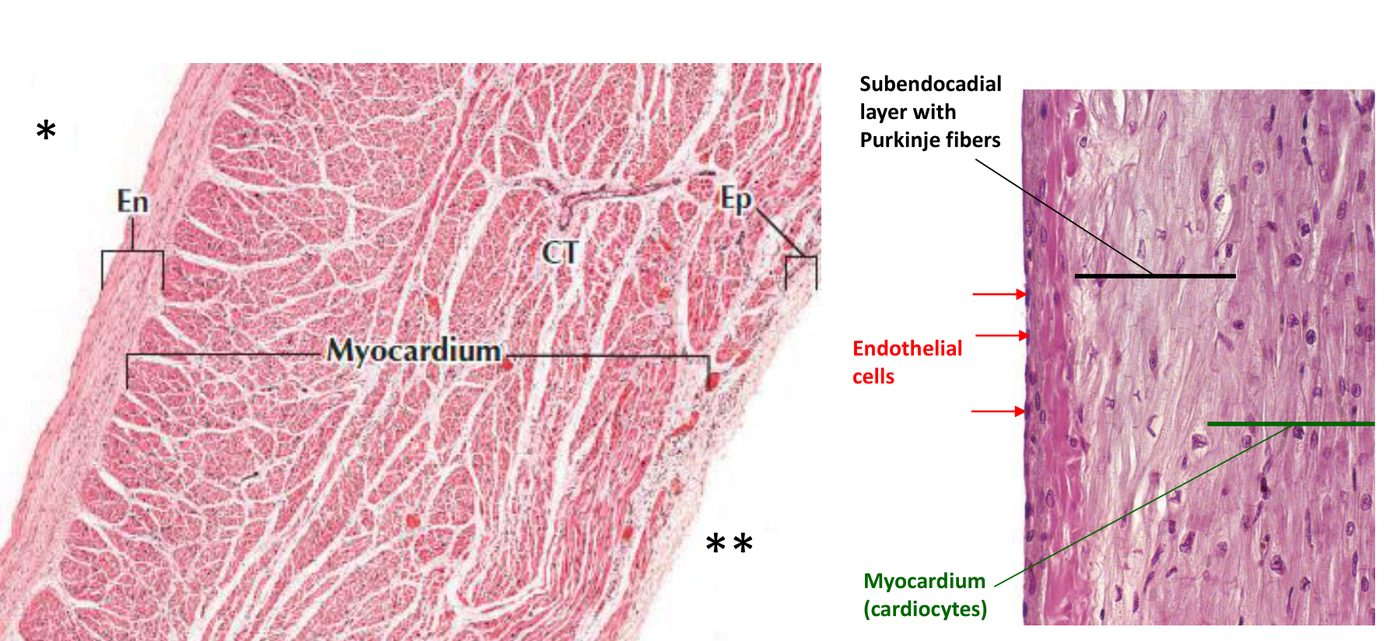 *
En
Myocardium
CT
Ep
**
Subendocadial
layer with
Purkinje fibers
Endothelial
cells
Myocardium
(cardiocytes)